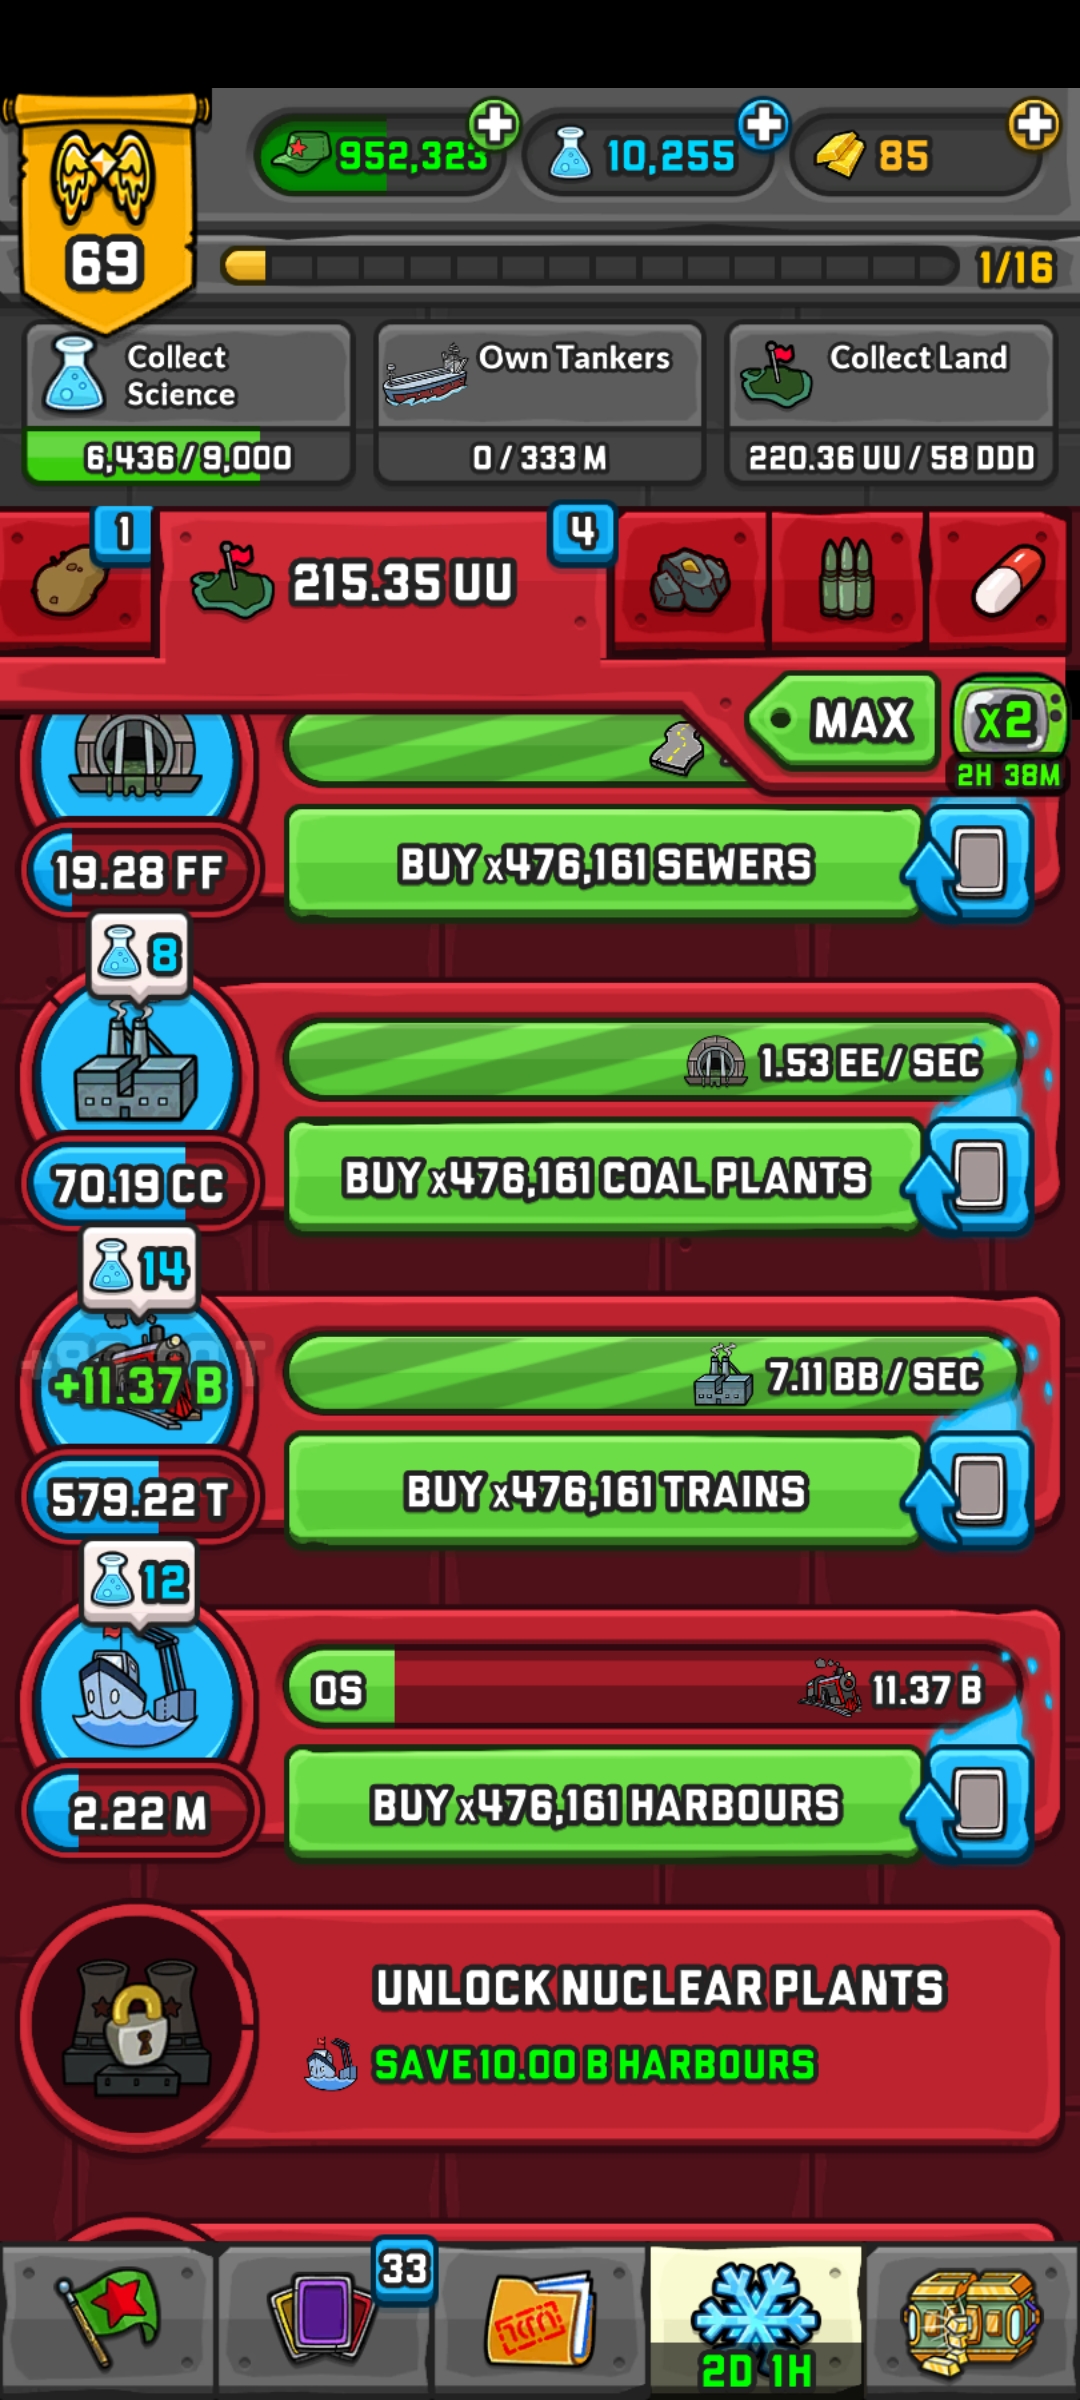 952,323
10,255
85
69
1/16
Collect
Science
6,436/9,000
Own Tankers
0/333 M
Collect Land
220.36 UU/58 DDD
1
215.35 UU
4
MAX
x2
2H 38M
19.28 FF
BUY x476,161 SEWERS
8
1.53 EE/SEC
70.19 CC
BUY x476,161 COAL PLANTS
14
+11.37 B
7.11 BB/SEC
579.22 T
BUY x476,161 TRAINS
12
0S
11.37 B
2.22 M
BUY x476,161 HARBOURS
UNLOCK NUCLEAR PLANTS
SAVE 10.00 B HARBOURS
33
2D 1H